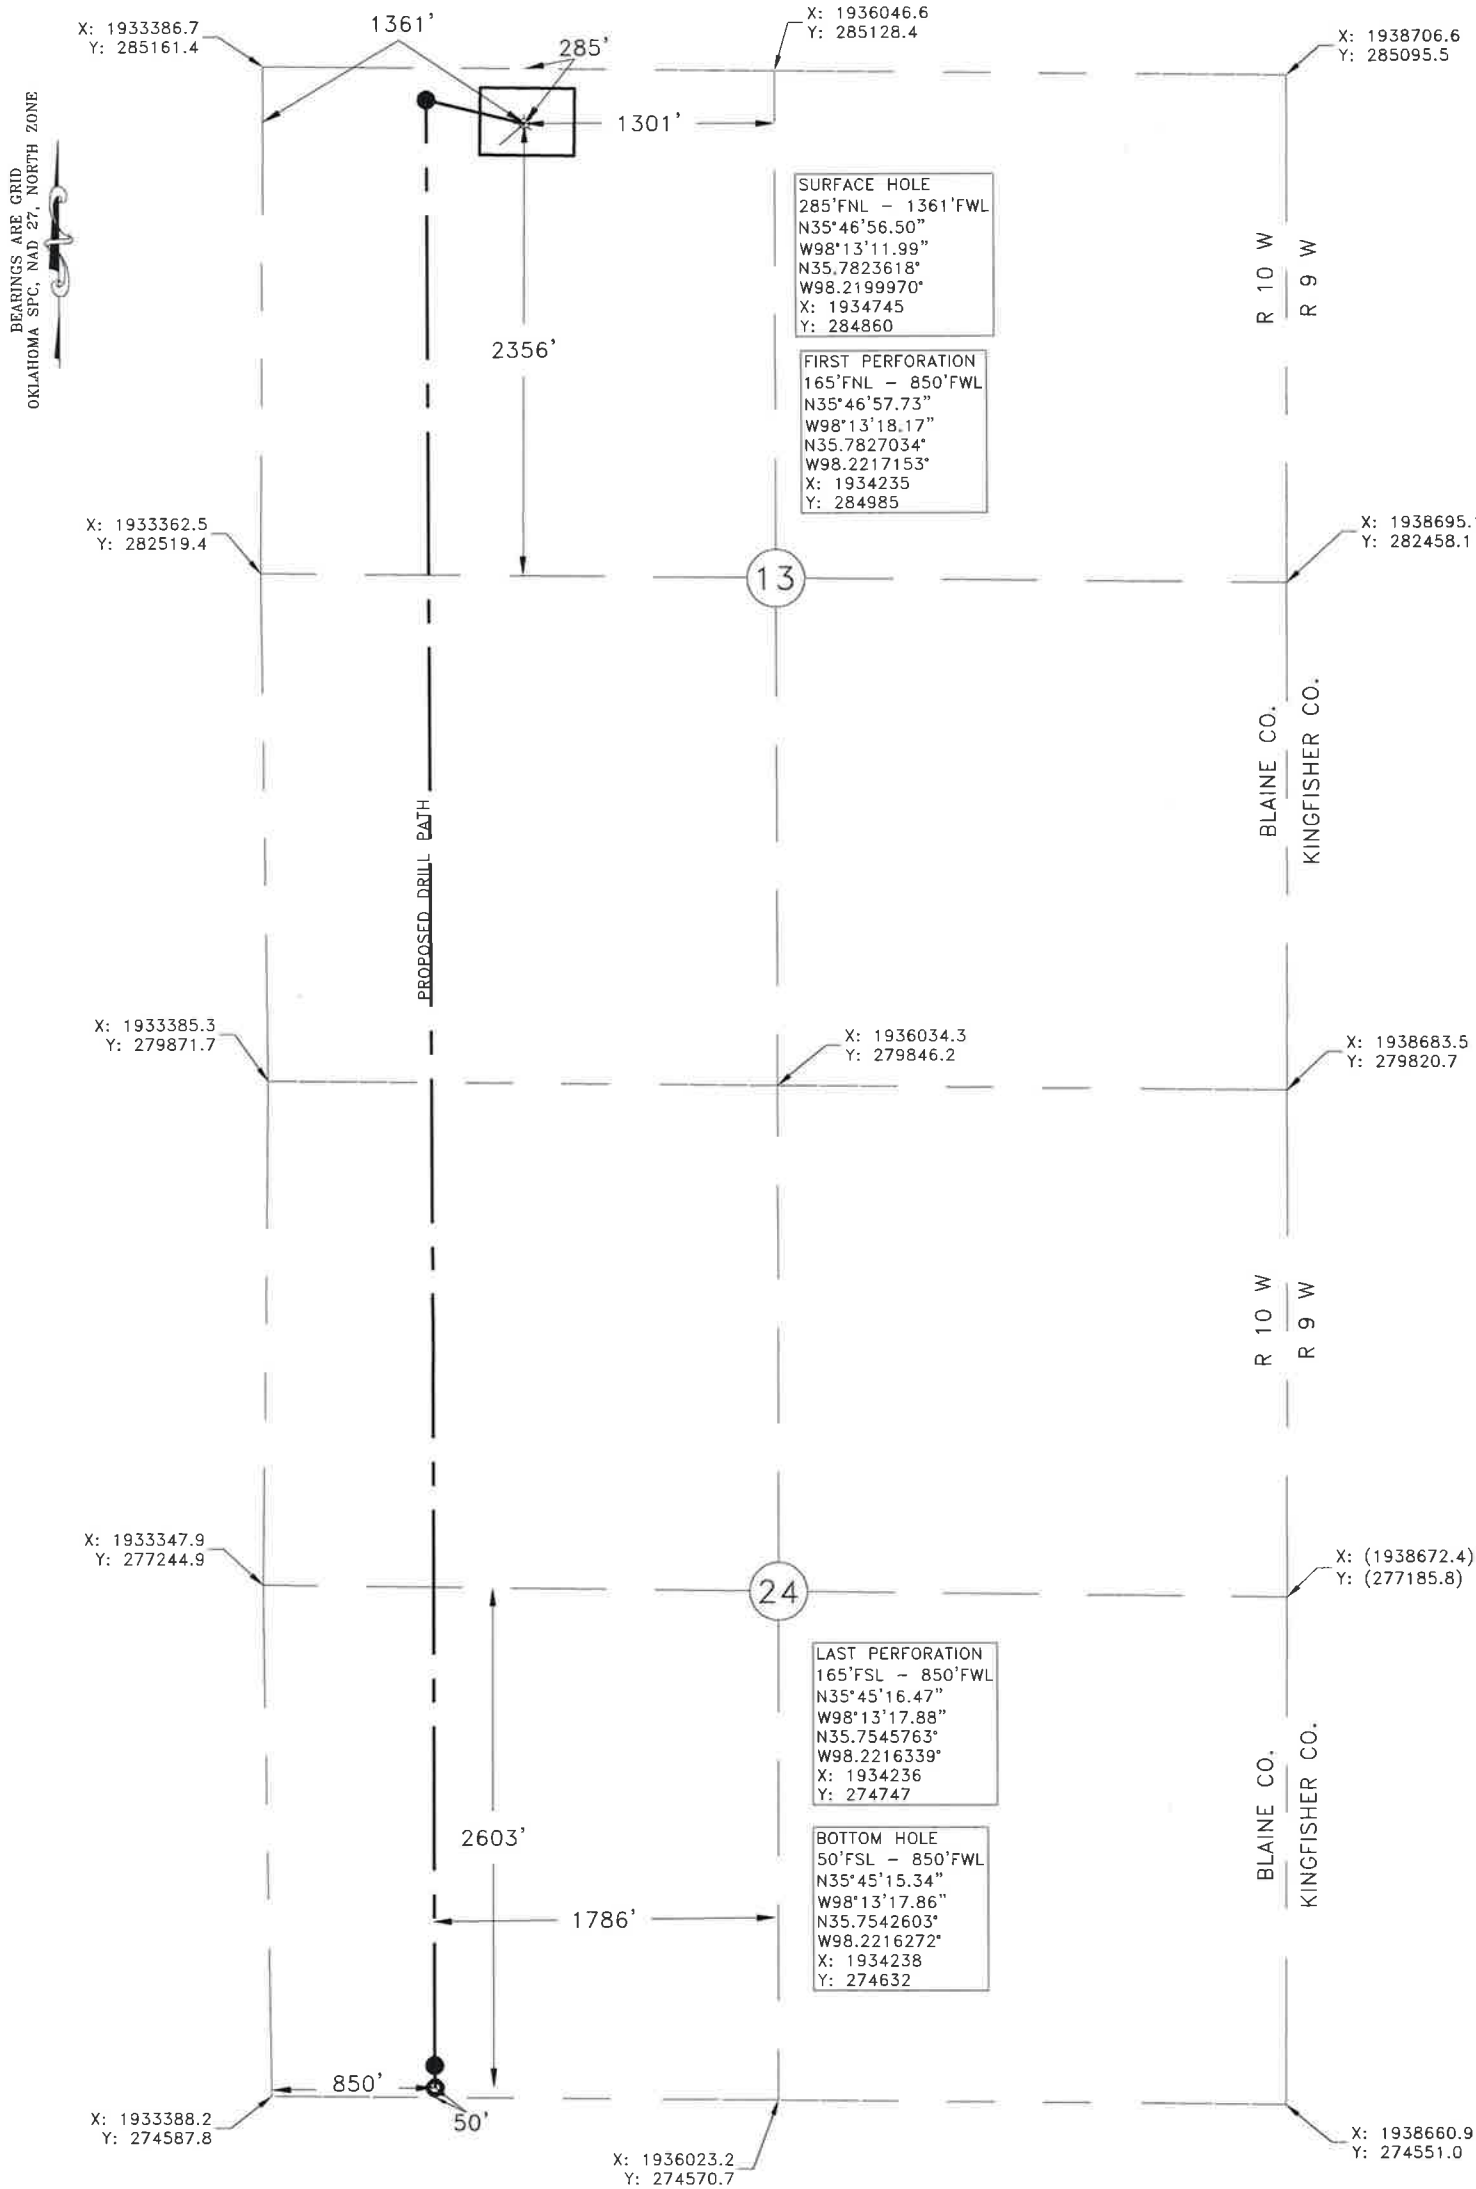 X: 1933386.7
Y: 285161.4
1361'
285'
X: 1936046.6
Y: 285128.4
X: 1938706.6
Y: 285095.5
BEARINGS ARE GRID
OKLAHOMA SPC, NAD 27, NORTH ZONE
1301'
SURFACE HOLE
285'FNL - 1361'FWL
N35°46'56.50"
W98°13'11.99"
N35.7823618°
W98.2199970°
X: 1934745
Y: 284860
R 10 W
R 9 W
2356'
FIRST PERFORATION
165'FNL - 850'FWL
N35°46'57.73"
W98°13'18.17"
N35.7827034°
W98.2217153°
X: 1934235
Y: 284985
X: 1933362.5
Y: 282519.4
13
X: 1938695.
Y: 282458.1
BLAINE CO.
KINGFISHER CO.
PROPOSED DRILL PATH
X: 1933385.3
Y: 279871.7
X: 1936034.3
Y: 279846.2
X: 1938683.5
Y: 279820.7
R 10 W
R 9 W
X: 1933347.9
Y: 277244.9
24
X: (1938672.4)
Y: (277185.8)
LAST PERFORATION
165'FSL - 850'FWL
N35°45'16.47"
W98°13'17.88"
N35.7545763°
W98.2216339°
X: 1934236
Y: 274747
BLAINE CO.
KINGFISHER CO.
2603'
BOTTOM HOLE
50'FSL - 850'FWL
N35°45'15.34"
W98°13'17.86"
N35.7542603°
W98.2216272°
X: 1934238
Y: 274632
1786'
850'
50'
X: 1933388.2
Y: 274587.8
X: 1936023.2
Y: 274570.7
X: 1938660.9
Y: 274551.0